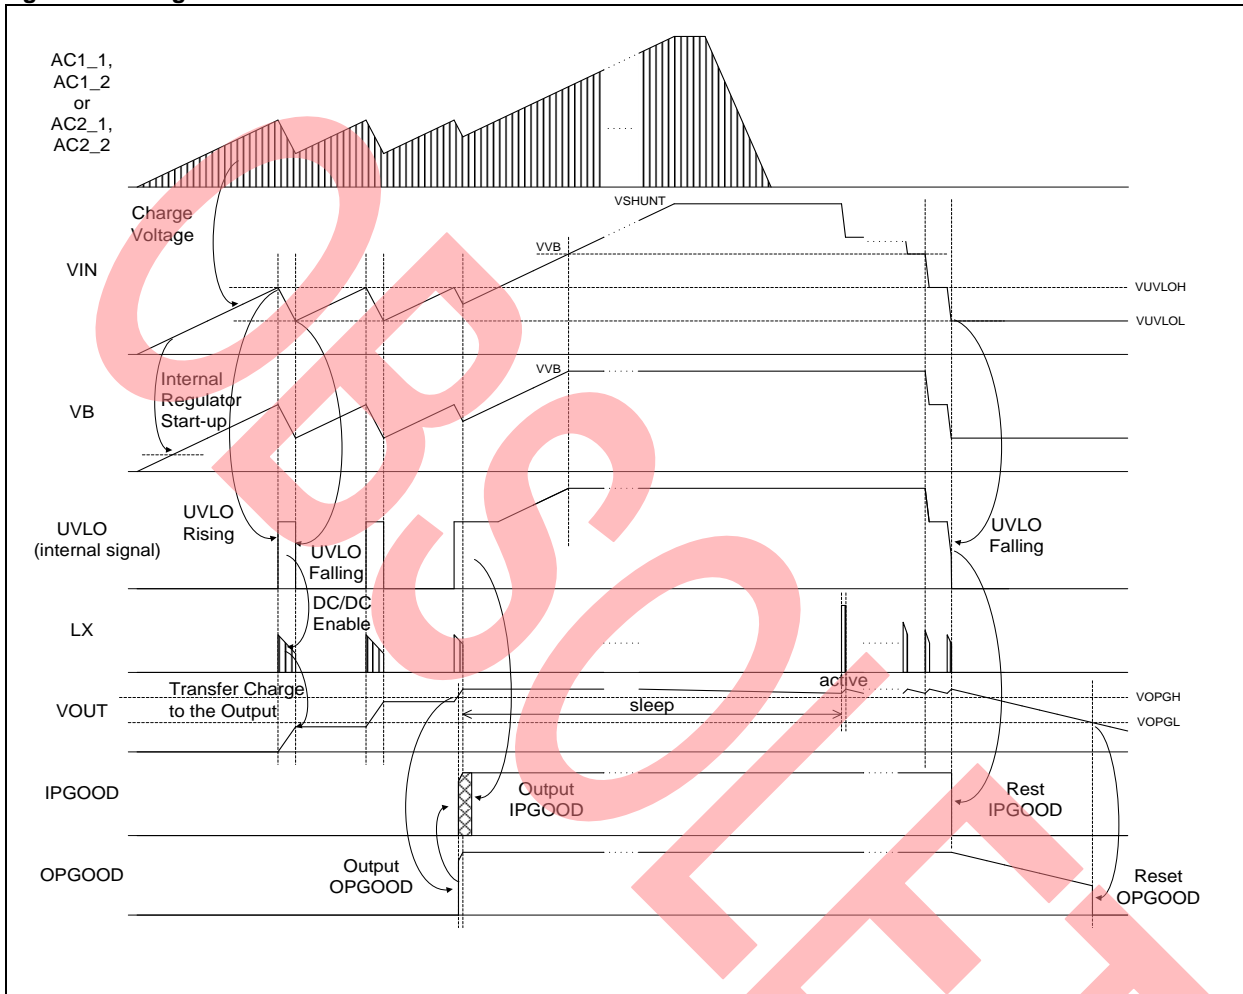 AC1_1,
AC1_2
or
AC2_1,
AC2_2
Charge
Voltage
VSHUNT
VVB
VIN
VUVLOH
VUVLOL
Internal
Regulator
Start-up
VVB
VB
UVLO
Rising
UVLO
(internal signal)
UVLO
Falling
UVLO
Falling
DC/DC
Enable
LX
active
Transfer Charge
to the Output
VOUT
sleep
VOPGH
VOPGL
IPGOOD
Output
IPGOOD
Rest
IPGOOD
OPGOOD
Output
OPGOOD
Reset
OPGOOD
OBSOLET